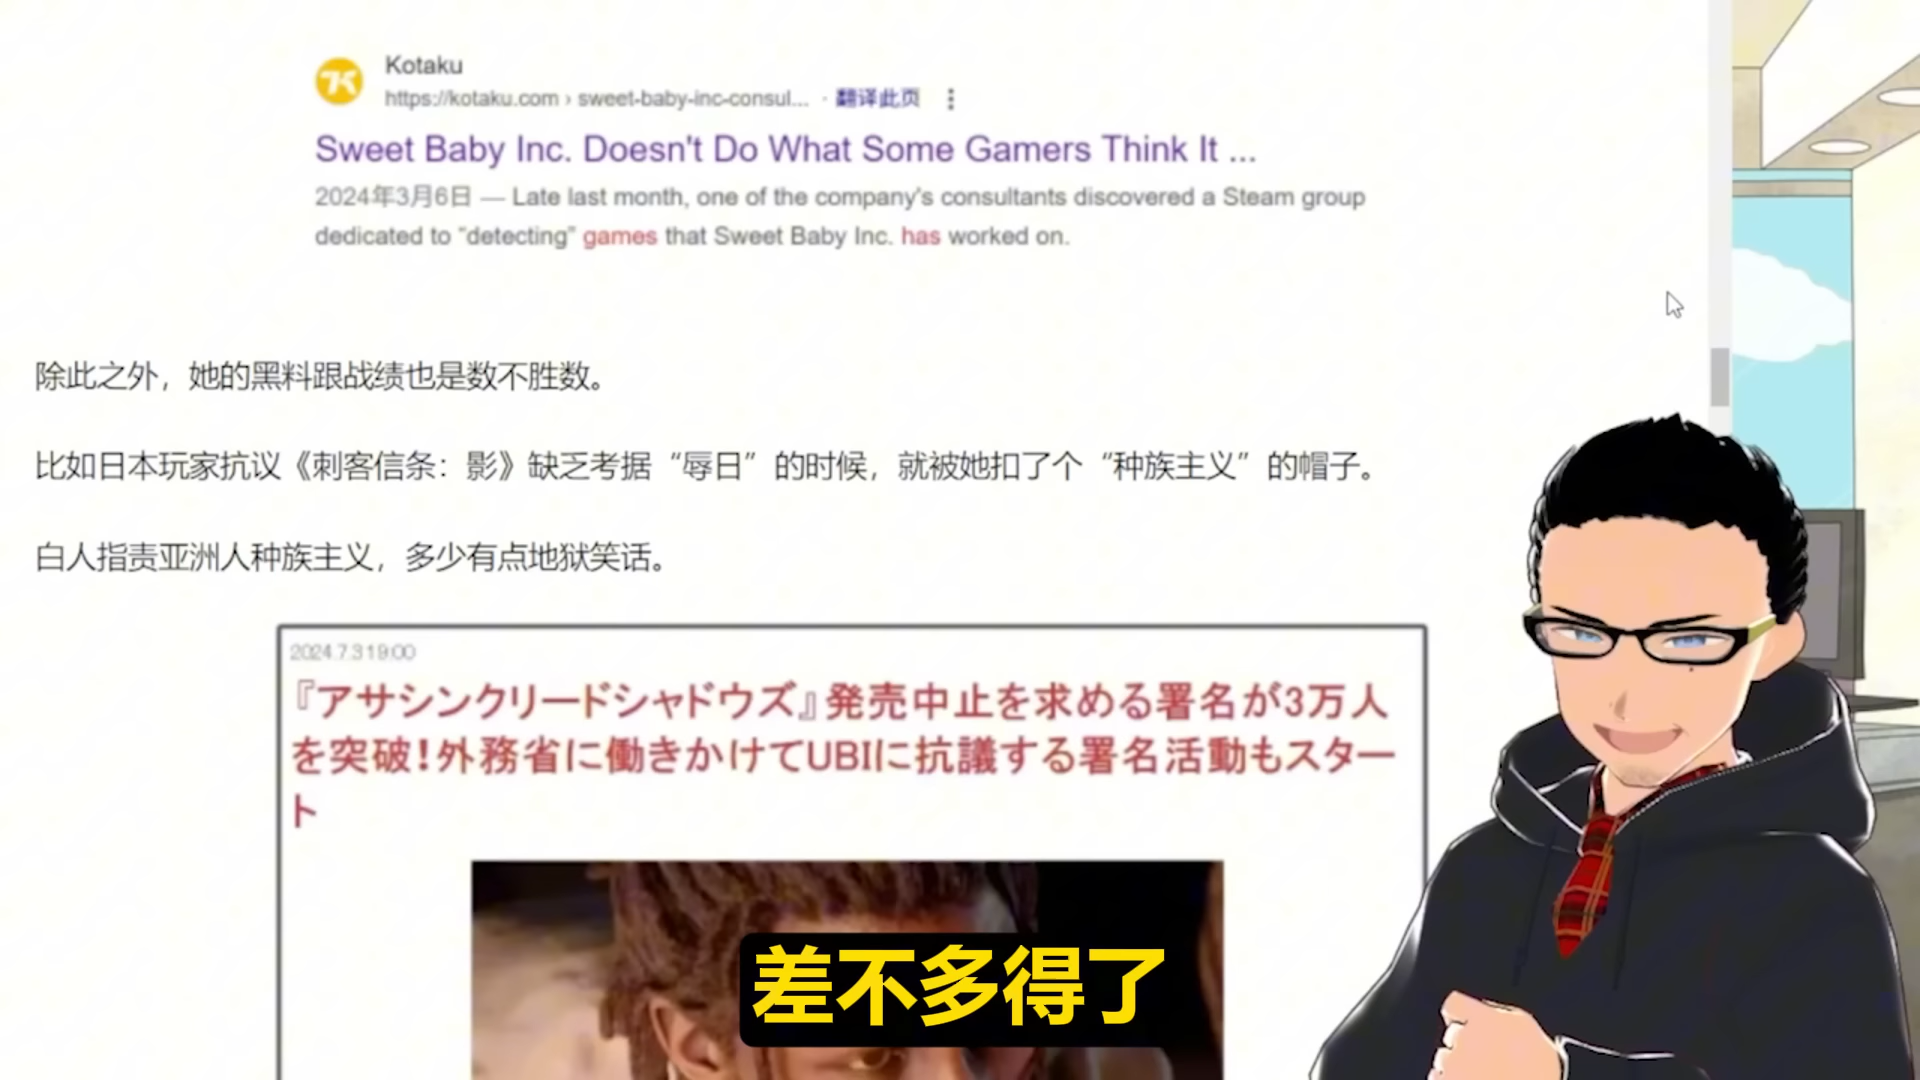 Kotaku
https://kotaku.com › sweet-baby-inc-consul... · 翻译此页
Sweet Baby Inc. Doesn't Do What Some Gamers Think It ...
2024年3月6日 — Late last month, one of the company's consultants discovered a Steam group
dedicated to "detecting" games that Sweet Baby Inc. has worked on.
除此之外，她的黑料跟战绩也是数不胜数。
比如日本玩家抗议《刺客信条：影》缺乏考据“辱日”的时候，就被她扣了个“种族主义”的帽子。
白人指责亚洲人种族主义，多少有点地狱笑话。
2024.7.3 19:00
『アサシンクリードシャドウズ』発売中止を求める署名が3万人
を突破！外務省に働きかけてUBIに抗議する署名活動もスター
ト
差不多得了